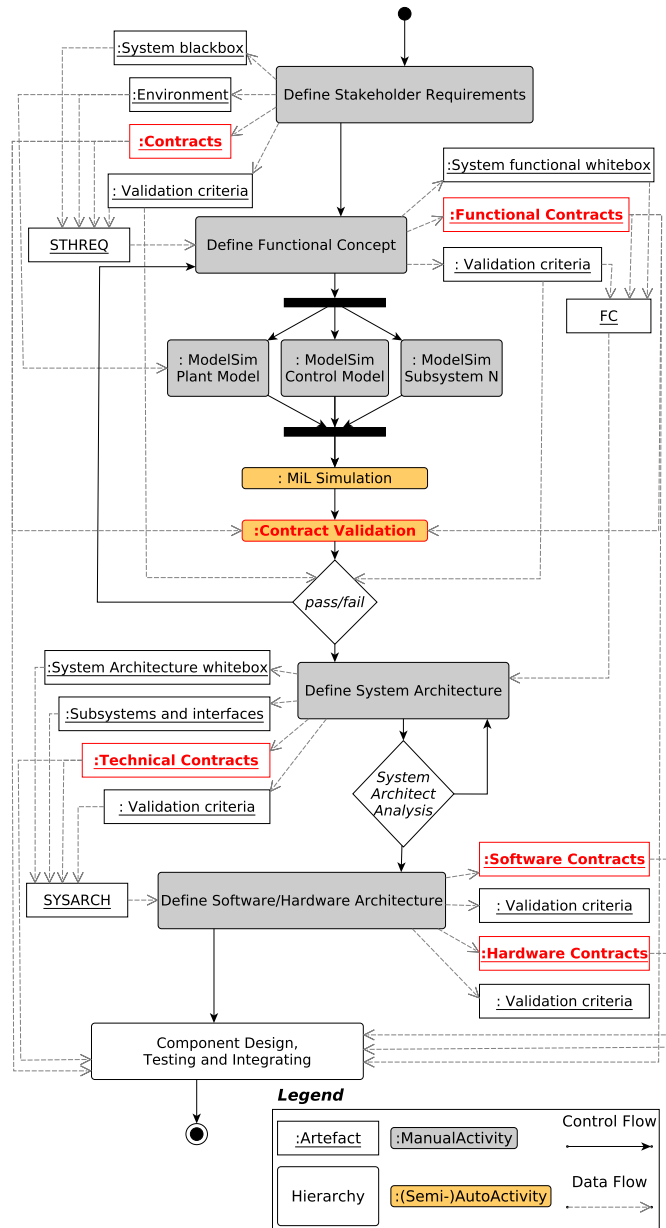 :System blackbox
:Environment
Define Stakeholder Requirements
:Contracts
:System functional whitebox
: Validation criteria
:Functional Contracts
STHREQ
Define Functional Concept
: Validation criteria
FC
: ModelSim
Plant Model
: ModelSim
Control Model
: ModelSim
Subsystem N
: MiL Simulation
:Contract Validation
pass/fail
:System Architecture whitebox
Define System Architecture
:Subsystems and interfaces
:Technical Contracts
System
Architect
Analysis
: Validation criteria
:Software Contracts
SYSARCH
Define Software/Hardware Architecture
: Validation criteria
:Hardware Contracts
: Validation criteria
Component Design,
Testing and Integrating
Legend
:Artefact
:ManualActivity
Control Flow
Hierarchy
:(Semi-)AutoActivity
Data Flow